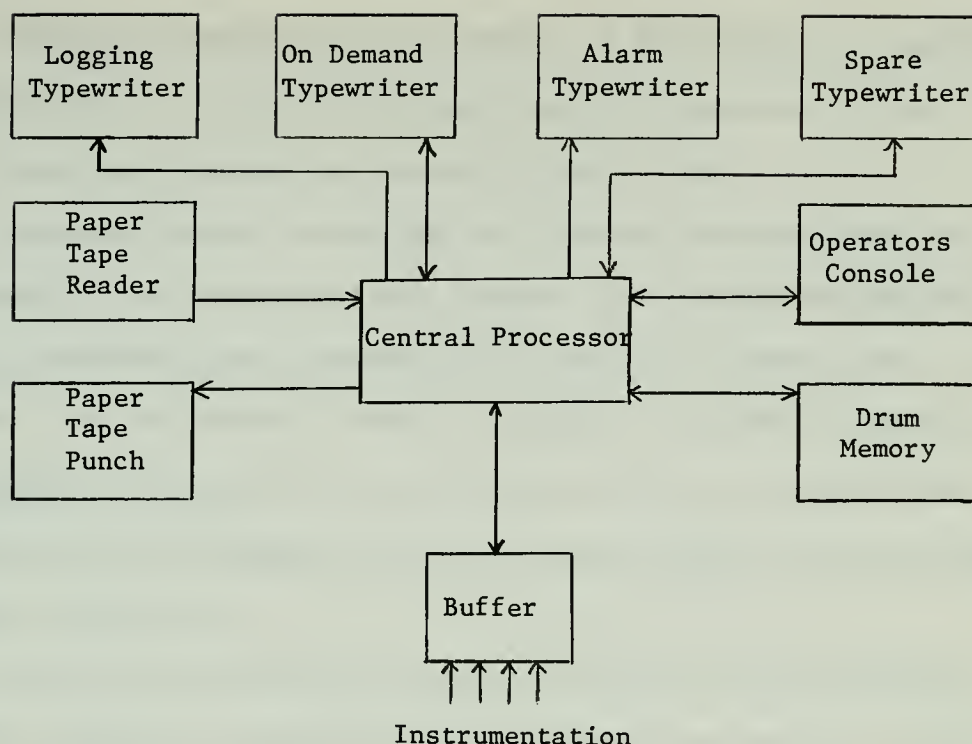 Logging
Typewriter
On Demand
Typewriter
Alarm
Typewriter
Spare
Typewriter
Paper
Tape
Reader
Operators
Console
Central Processor
Paper
Tape
Punch
Drum
Memory
Buffer
Instrumentation